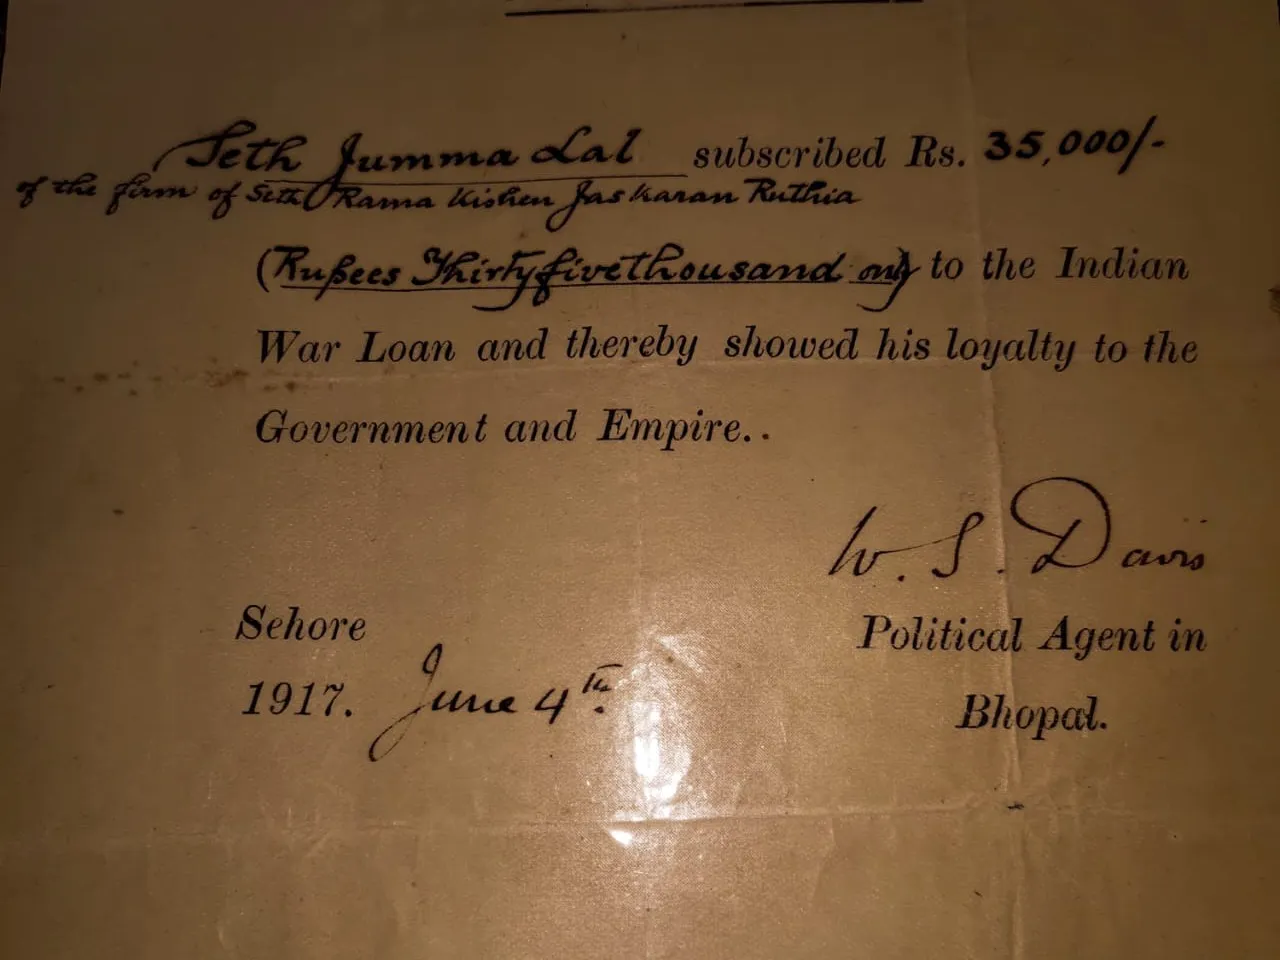 Seth Jumma Lal subscribed Rs. 35,000/-
of the firm of Seth Rama Kishen Jaskaran Ruthia
(Rupees Thirtyfivethousand only) to the Indian
War Loan and thereby showed his loyalty to the
Government and Empire..
W. S. Davis
Sehore Political Agent in
1917. June 4th. Bhopal.